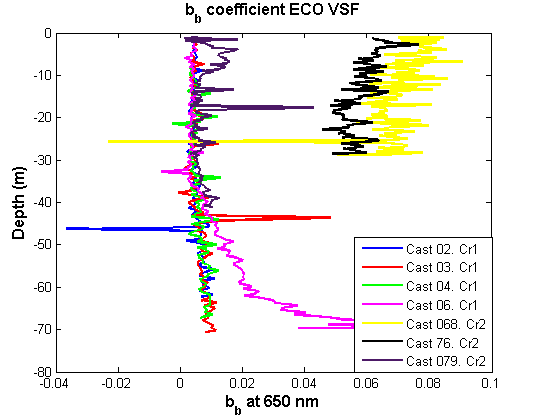 b_b coefficient ECO VSF
0
-10
-20
-30
-40
-50
-60
-70
-80
Depth (m)
Cast 02. Cr1
Cast 03. Cr1
Cast 04. Cr1
Cast 06. Cr1
Cast 068. Cr2
Cast 76. Cr2
Cast 079. Cr2
-0.04 -0.02 0 0.02 0.04 0.06 0.08 0.1
b_b at 650 nm